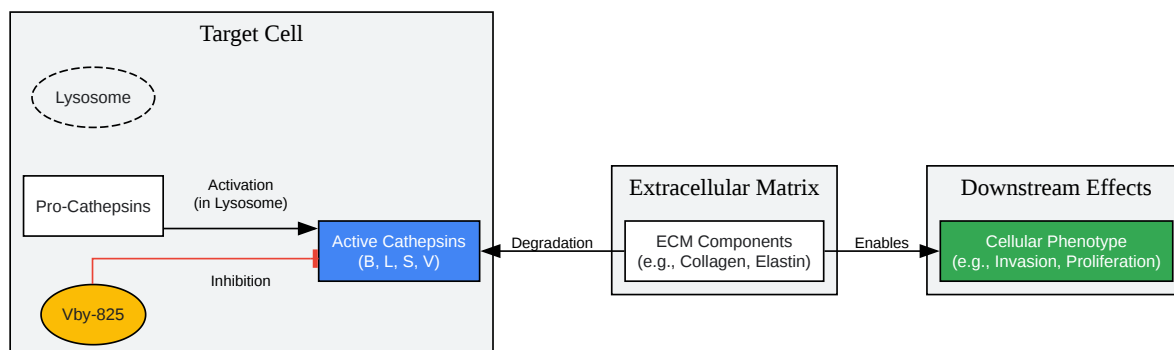 Target Cell
Lysosome
Pro-Cathepsins
Activation
(in Lysosome)
Active Cathepsins
(B, L, S, V)
Inhibition
Vby-825
Degradation
Extracellular Matrix
ECM Components
(e.g., Collagen, Elastin)
Enables
Downstream Effects
Cellular Phenotype
(e.g., Invasion, Proliferation)